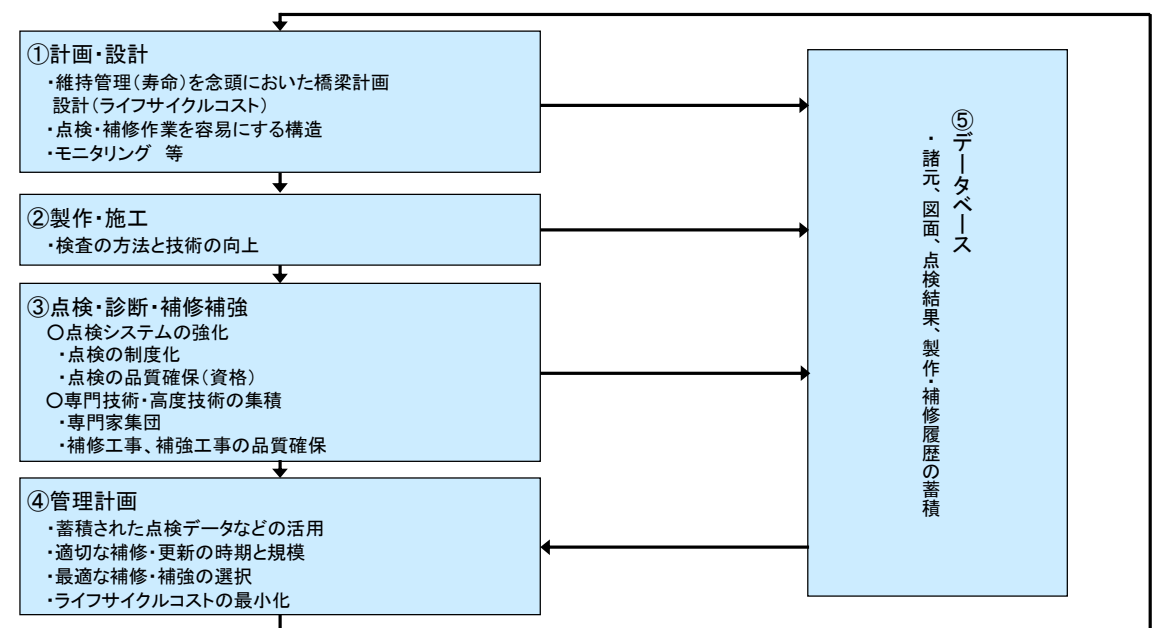 ①計画・設計
・維持管理(寿命)を念頭においた橋梁計画
設計(ライフサイクルコスト)
・点検・補修作業を容易にする構造
・モニタリング 等
②製作・施工
・検査の方法と技術の向上
③点検・診断・補修補強
○点検システムの強化
・点検の制度化
・点検の品質確保(資格)
○専門技術・高度技術の集積
・専門家集団
・補修工事、補強工事の品質確保
④管理計画
・蓄積された点検データなどの活用
・適切な補修・更新の時期と規模
・最適な補修・補強の選択
・ライフサイクルコストの最小化
⑤データベース
・諸元、図面、点検結果、製作・補修履歴の蓄積